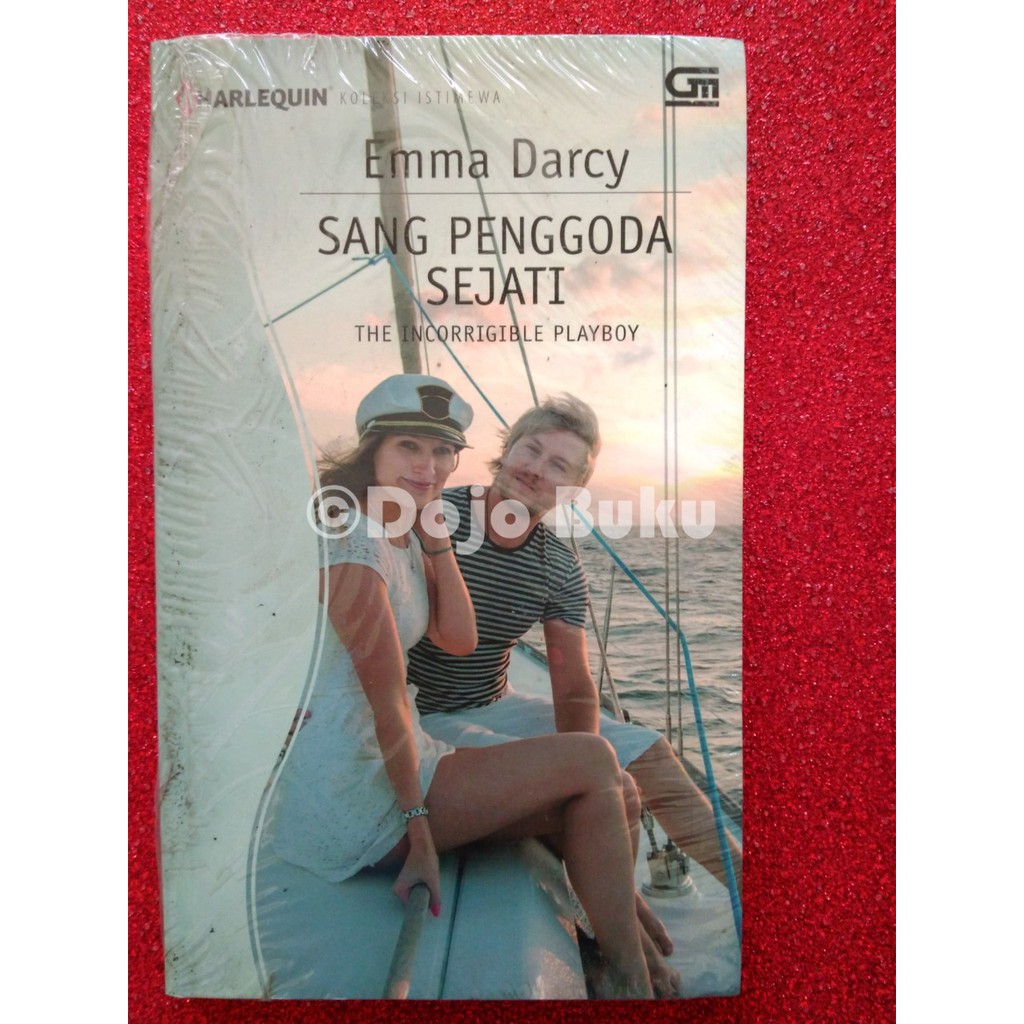 HARLEQUIN® KOLEKSI ISTIMEWA
GM
Emma Darcy
SANG PENGGODA
SEJATI
THE INCORRIGIBLE PLAYBOY
©Dojo Buku